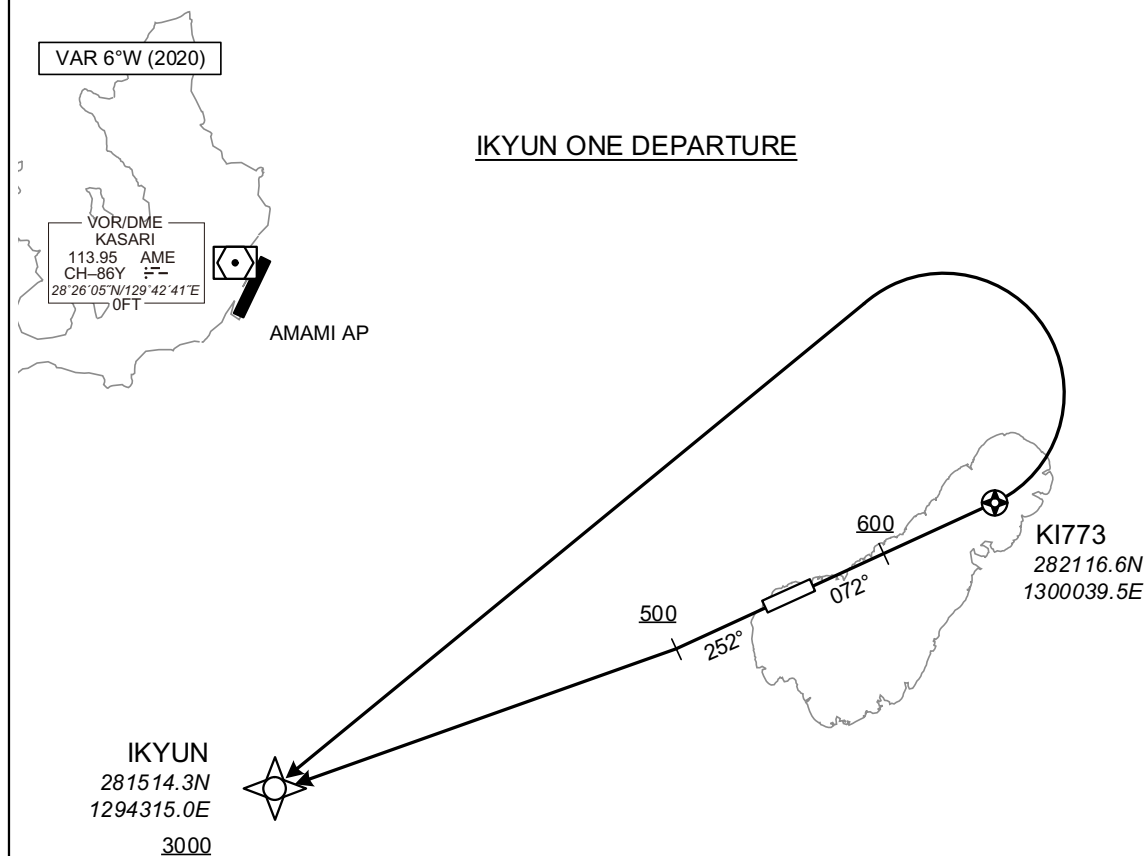 VAR 6°W (2020)
IKYUN ONE DEPARTURE
VOR/DME
KASARI
113.95 AME
CH–86Y
28°26′05″N/129°42′41″E
0FT
AMAMI AP
600
KI773
282116.6N
1300039.5E
072°
500
252°
IKYUN
281514.3N
1294315.0E
3000